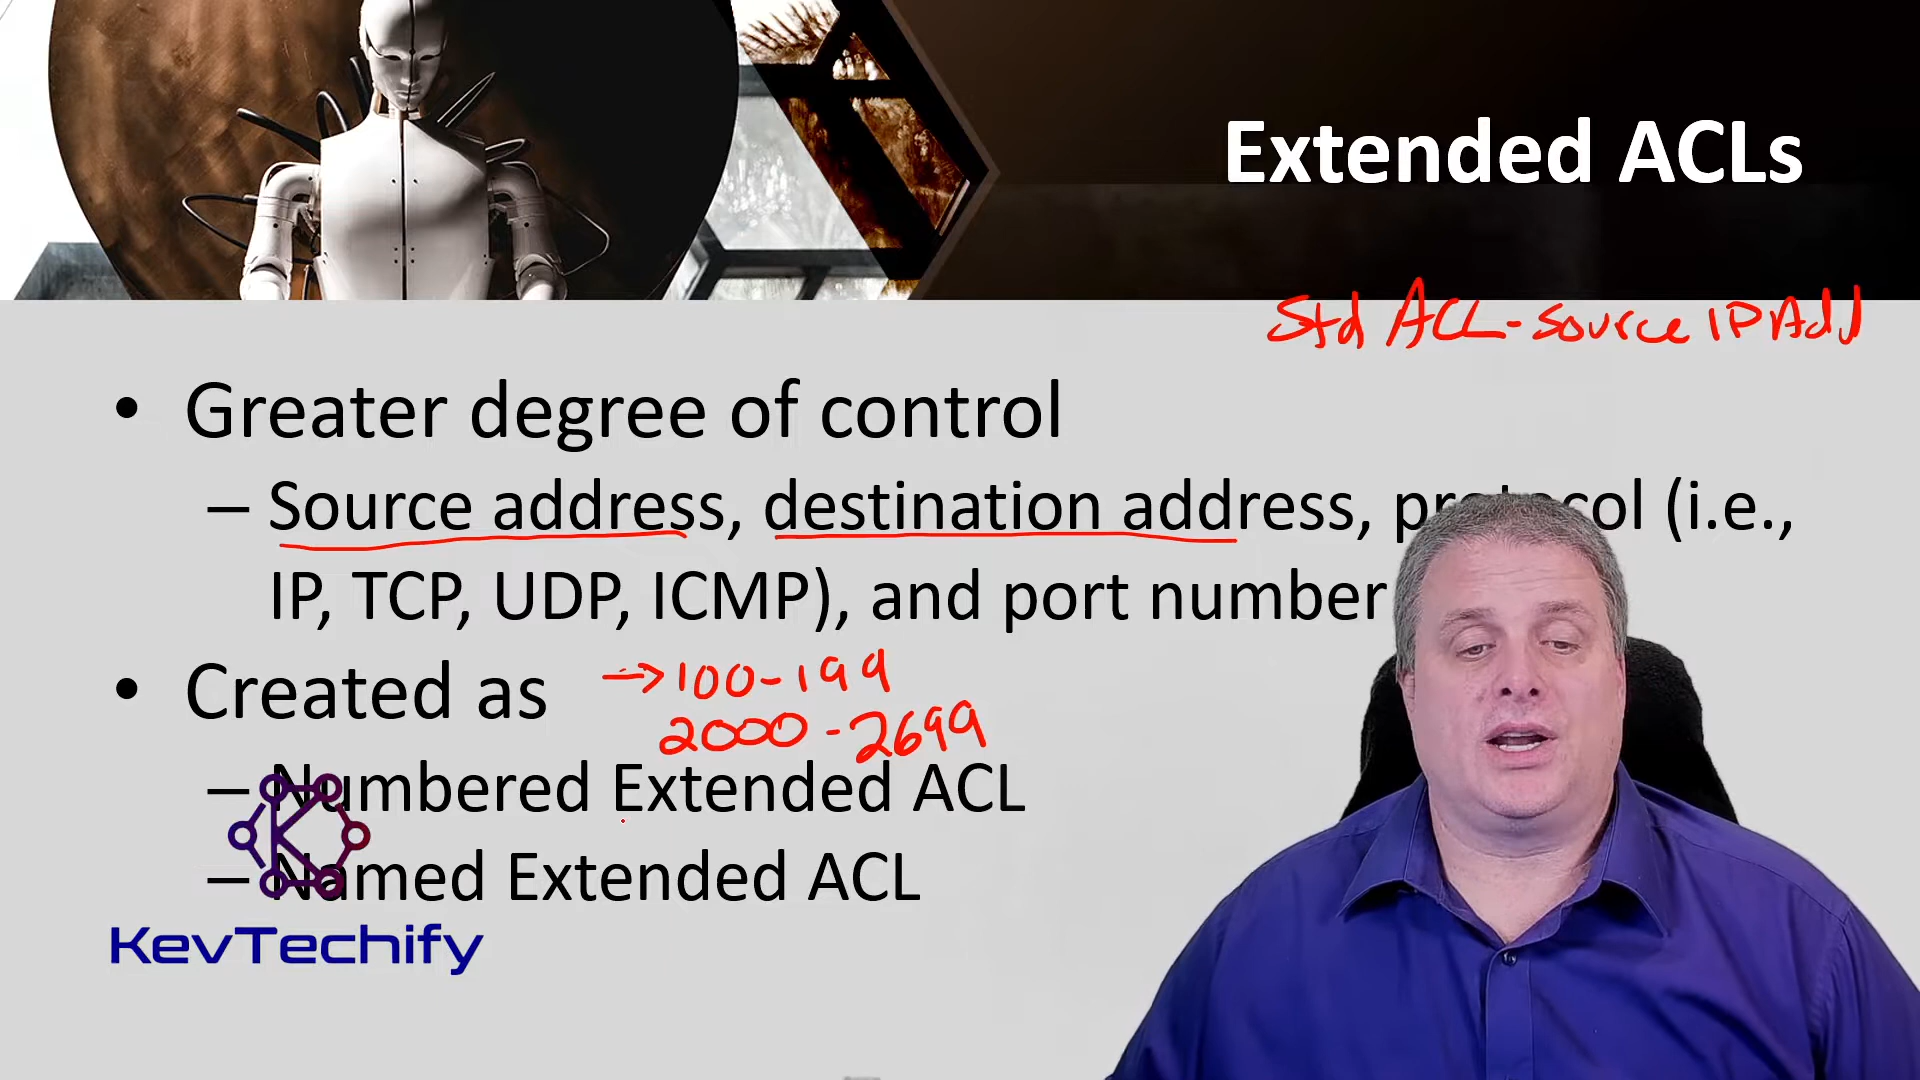 Extended ACLs
Std ACL-source IP Add
• Greater degree of control
– Source address, destination address, protocol (i.e.,
IP, TCP, UDP, ICMP), and port number
• Created as
→100-199
2000-2699
– Numbered Extended ACL
– Named Extended ACL
KevTechify